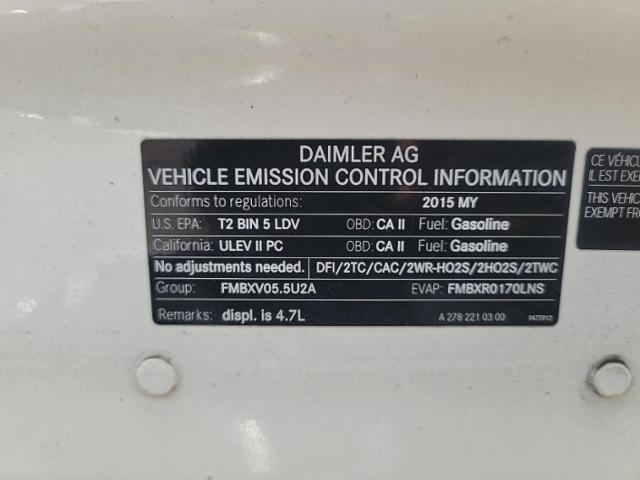 DAIMLER AG
VEHICLE EMISSION CONTROL INFORMATION
Conforms to regulations: 2015 MY
U.S. EPA: T2 BIN 5 LDV OBD: CA II Fuel: Gasoline
California: ULEV II PC OBD: CA II Fuel: Gasoline
No adjustments needed. DFI/2TC/CAC/2WR-HO2S/2HO2S/2TWC
Group: FMBXV05.5U2A EVAP: FMBXR0170LNS
Remarks: displ. is 4.7L A 278 221 03 00
CE VÉHICU
IL EST EXE
THIS VEHIC
EXEMPT FRO